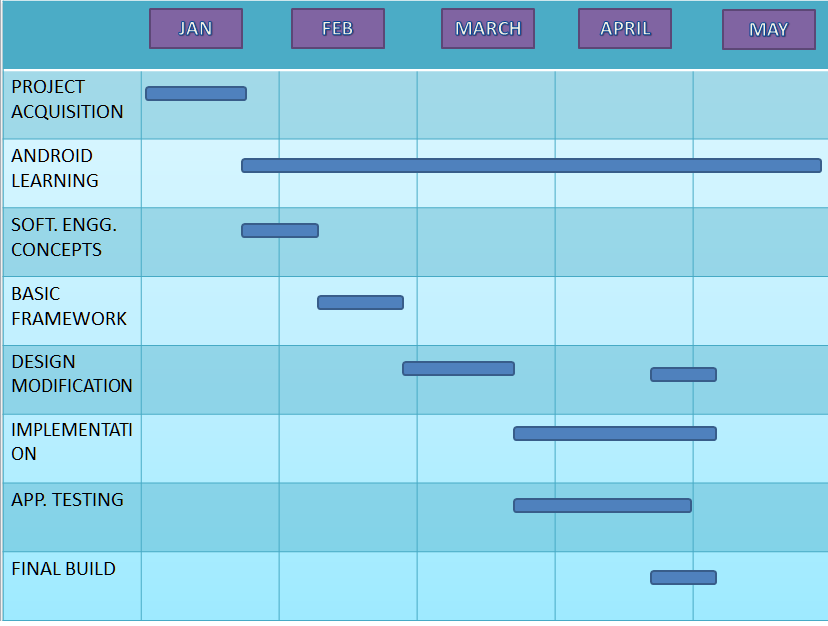 JAN FEB MARCH APRIL MAY
PROJECT
ACQUISITION
ANDROID
LEARNING
SOFT. ENGG.
CONCEPTS
BASIC
FRAMEWORK
DESIGN
MODIFICATION
IMPLEMENTATI
ON
APP. TESTING
FINAL BUILD